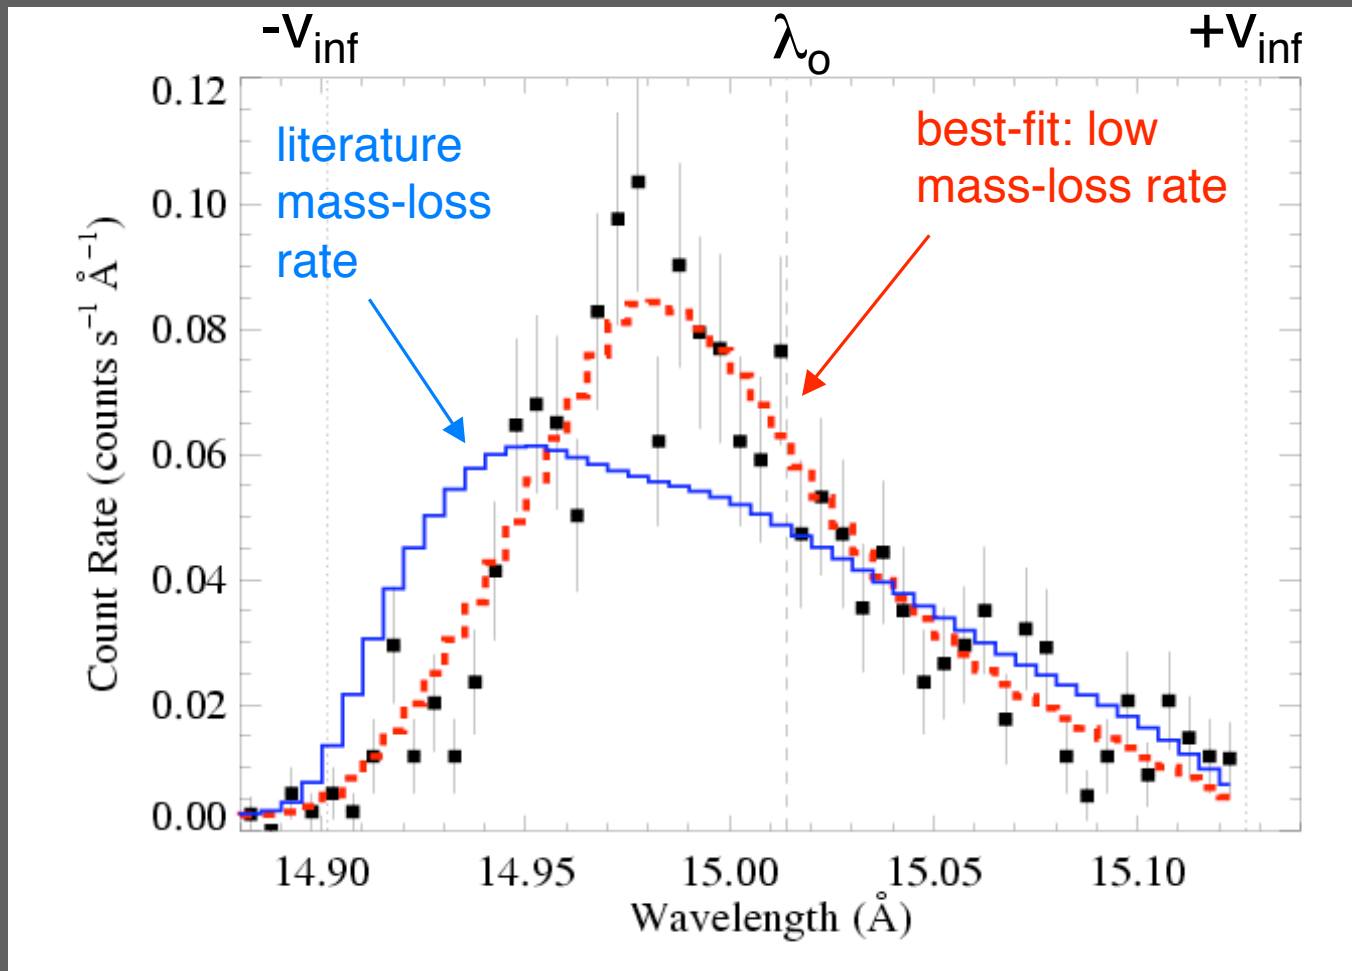 -v_inf
λ_o
+v_inf
literature
mass-loss
rate
best-fit: low
mass-loss rate
0.12
0.10
0.08
0.06
0.04
0.02
0.00
Count Rate (counts s⁻¹ Å⁻¹)
14.90 14.95 15.00 15.05 15.10
Wavelength (Å)